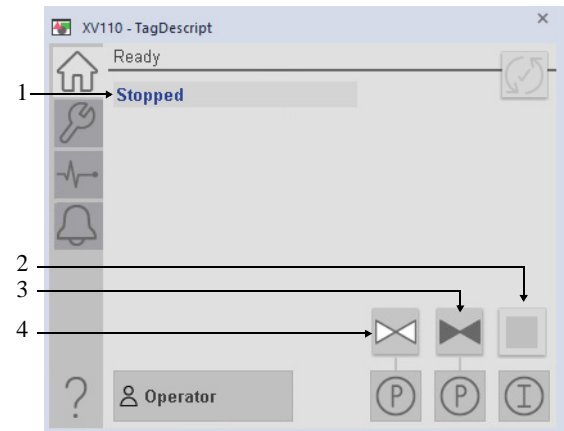 XV110 - TagDescript
Ready
1
Stopped
2
3
4
? Operator
P P I